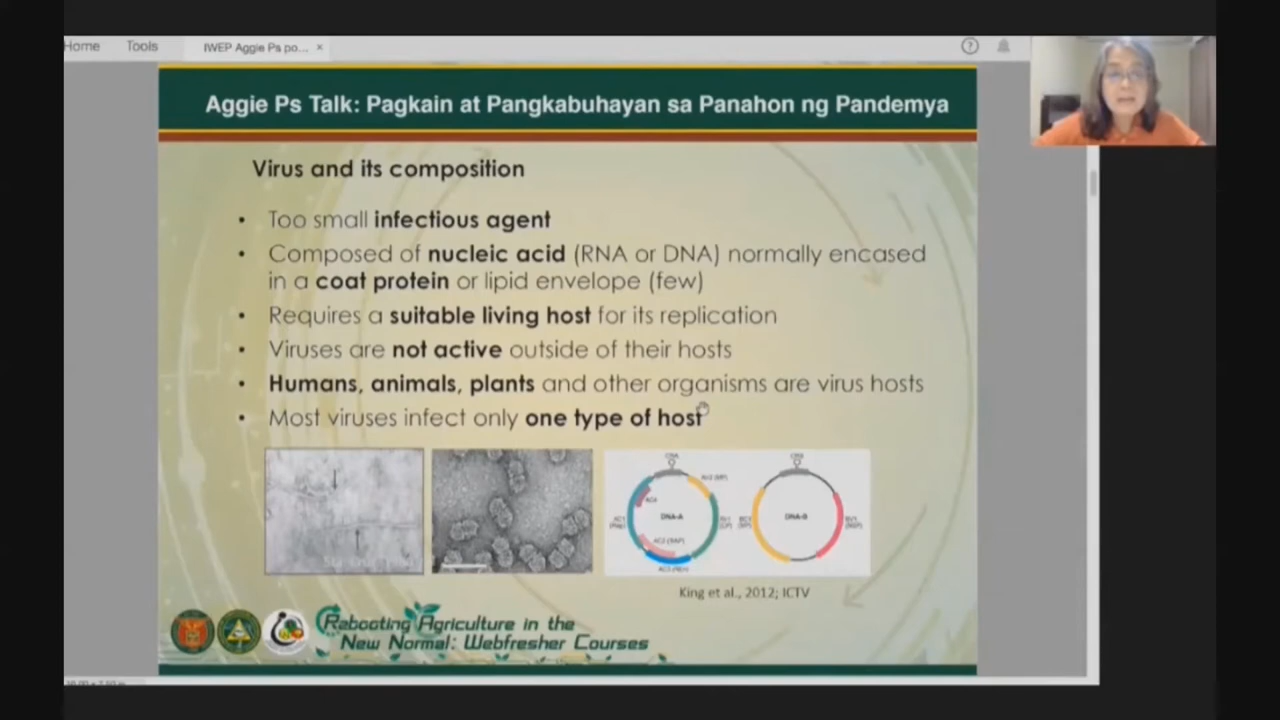 Home Tools IWEP Aggie Ps po... ×
Aggie Ps Talk: Pagkain at Pangkabuhayan sa Panahon ng Pandemya
Virus and its composition
• Too small infectious agent
• Composed of nucleic acid (RNA or DNA) normally encased
in a coat protein or lipid envelope (few)
• Requires a suitable living host for its replication
• Viruses are not active outside of their hosts
• Humans, animals, plants and other organisms are virus hosts
• Most viruses infect only one type of host
DNA-A
DNA-B
King et al., 2012; ICTV
Rebooting Agriculture in the
New Normal: Webfresher Courses